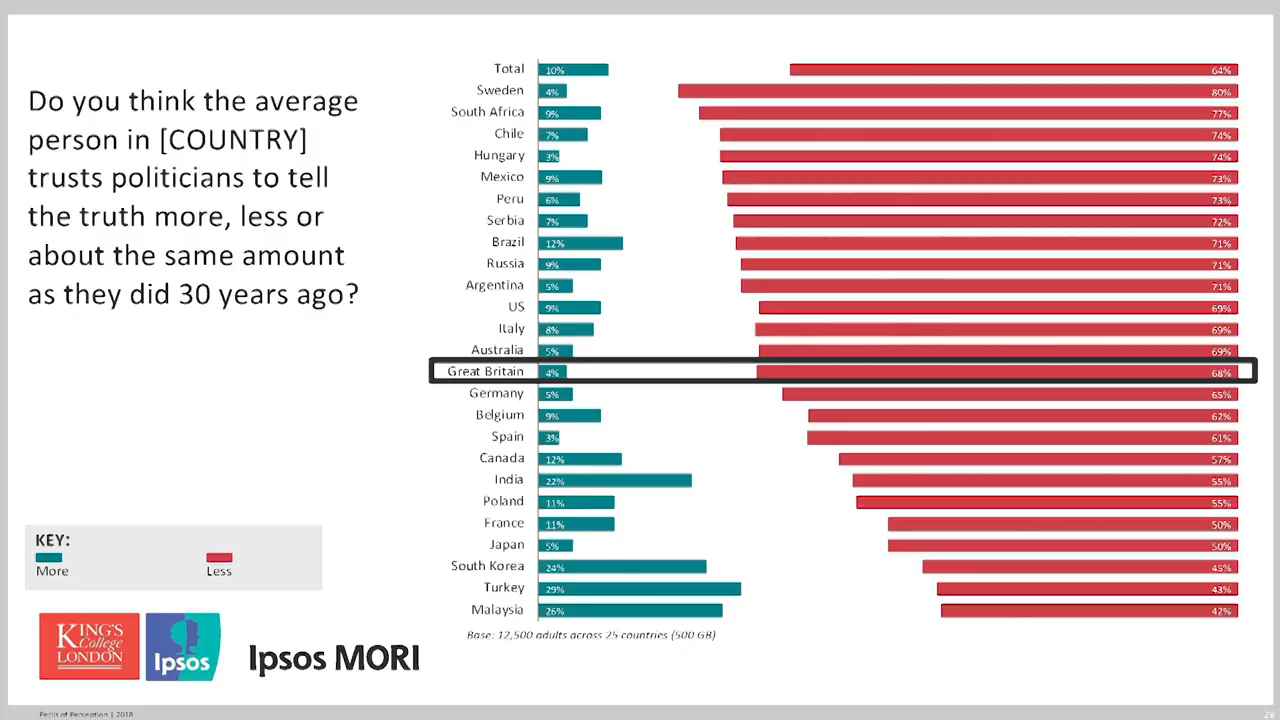 Do you think the average
person in [COUNTRY]
trusts politicians to tell
the truth more, less or
about the same amount
as they did 30 years ago?
Total 10% 64%
Sweden 4% 80%
South Africa 9% 77%
Chile 7% 74%
Hungary 3% 74%
Mexico 9% 73%
Peru 6% 73%
Serbia 7% 72%
Brazil 12% 71%
Russia 9% 71%
Argentina 5% 71%
US 9% 69%
Italy 8% 69%
Australia 5% 69%
Great Britain 4% 68%
Germany 5% 65%
Belgium 9% 62%
Spain 3% 61%
Canada 12% 57%
India 22% 55%
Poland 11% 55%
France 11% 50%
Japan 5% 50%
South Korea 24% 45%
Turkey 29% 43%
Malaysia 26% 42%
Base: 12,500 adults across 25 countries (500 GB)
KEY:
More Less
KING'S
College
LONDON
Ipsos
Ipsos MORI
Perils of Perception | 2018
28